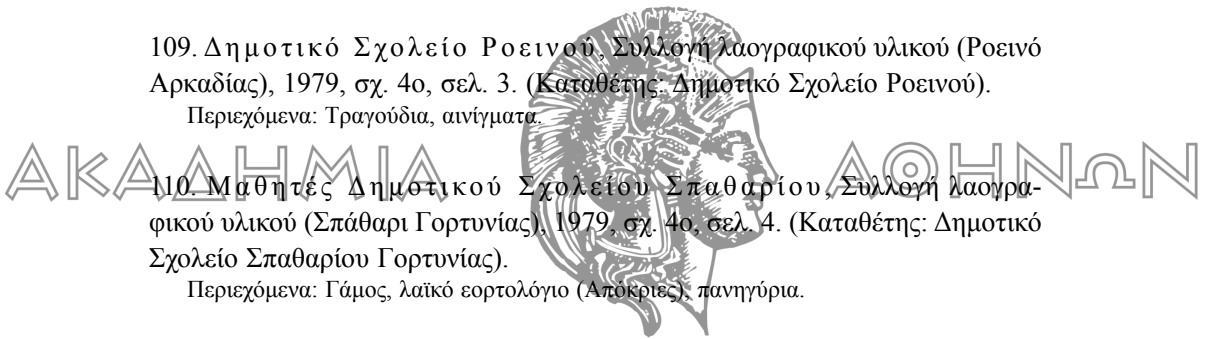 109. Δημοτικό Σχολείο Ροεινού, Συλλογή λαογραφικού υλικού (Ροεινό
Αρκαδίας), 1979, σχ. 4ο, σελ. 3. (Καταθέτης: Δημοτικό Σχολείο Ροεινού).
Περιεχόμενα: Τραγούδια, αινίγματα.
ΑΚΑΔΗΜΙΑ ΑΘΗΝΩΝ
110. Μαθητές Δημοτικού Σχολείου Σπαθαρίου, Συλλογή λαογρα-
φικού υλικού (Σπάθαρι Γορτυνίας), 1979, σχ. 4ο, σελ. 4. (Καταθέτης: Δημοτικό
Σχολείο Σπαθαρίου Γορτυνίας).
Περιεχόμενα: Γάμος, λαϊκό εορτολόγιο (Απόκριες), πανηγύρια.